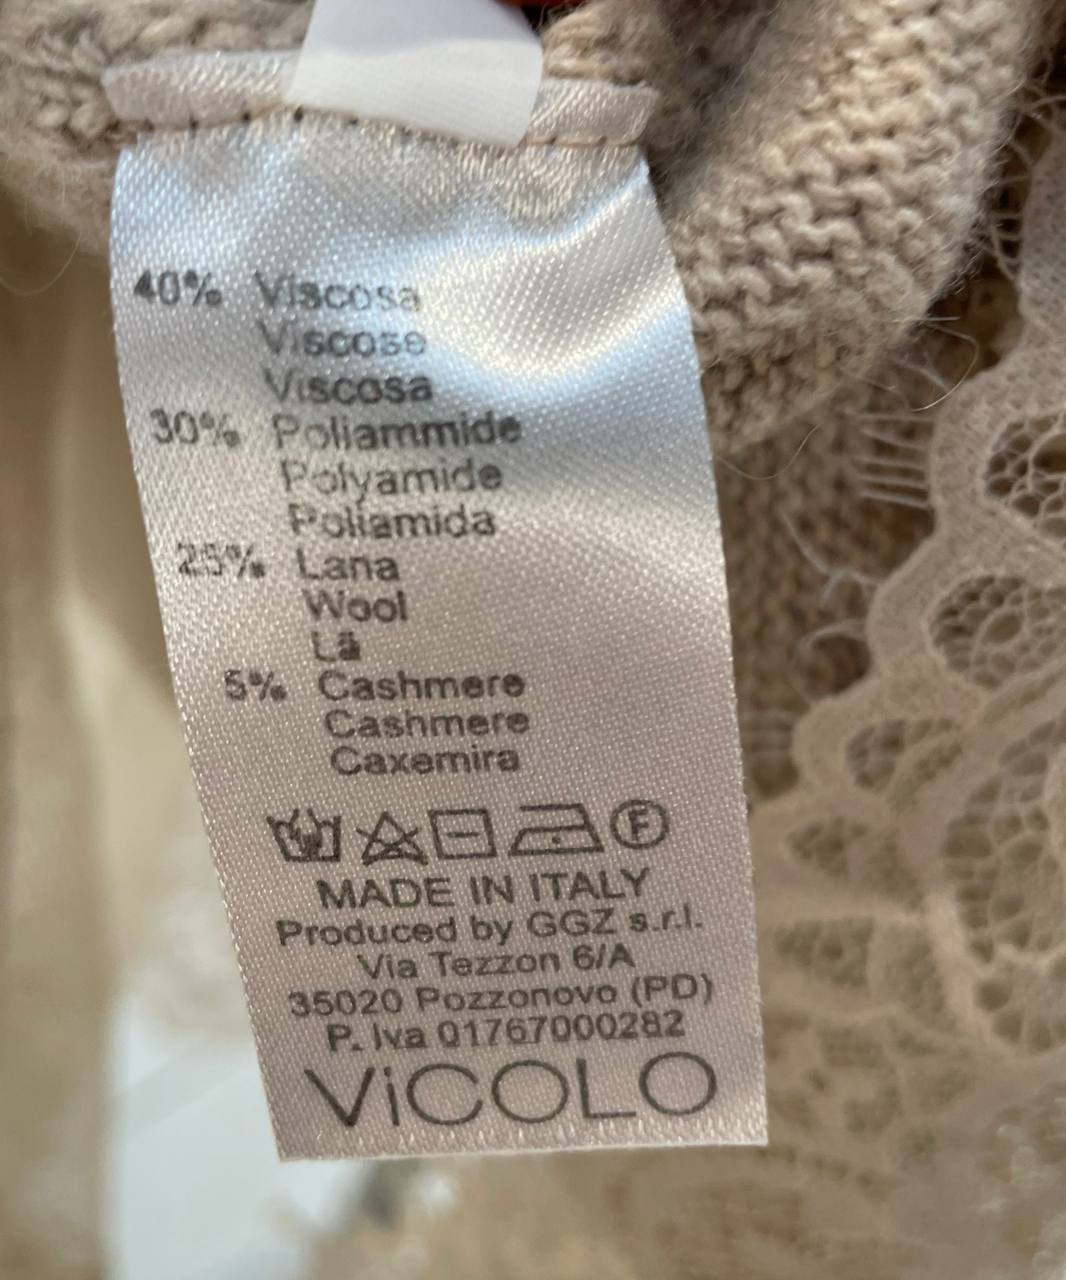 40% Viscosa
Viscose
Viscosa
30% Poliammide
Polyamide
Poliamida
25% Lana
Wool
Lã
5% Cashmere
Cashmere
Caxemira
F
MADE IN ITALY
Produced by GGZ s.r.l.
Via Tezzon 6/A
35020 Pozzonovo (PD)
P. Iva 01767000282
ViCOLO